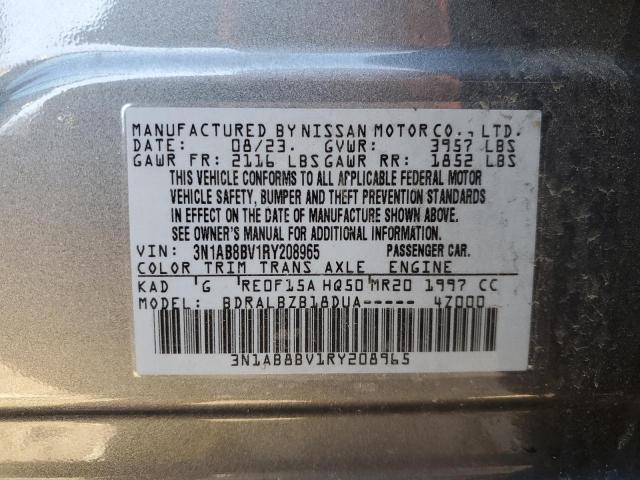 MANUFACTURED BY NISSAN MOTOR CO., LTD.
DATE: 08/23. GVWR: 3957 LBS
GAWR FR: 2116 LBS GAWR RR: 1852 LBS
THIS VEHICLE CONFORMS TO ALL APPLICABLE FEDERAL MOTOR
VEHICLE SAFETY, BUMPER AND THEFT PREVENTION STANDARDS
IN EFFECT ON THE DATE OF MANUFACTURE SHOWN ABOVE.
SEE OWNER'S MANUAL FOR ADDITIONAL INFORMATION.
VIN: 3N1AB8BV1RY208965 PASSENGER CAR.
COLOR TRIM TRANS AXLE ENGINE
KAD G RE0F15A HQ50 MR20 1997 CC
MODEL: BDRALBZB18DUA----- 47000
3N1AB8BV1RY208965